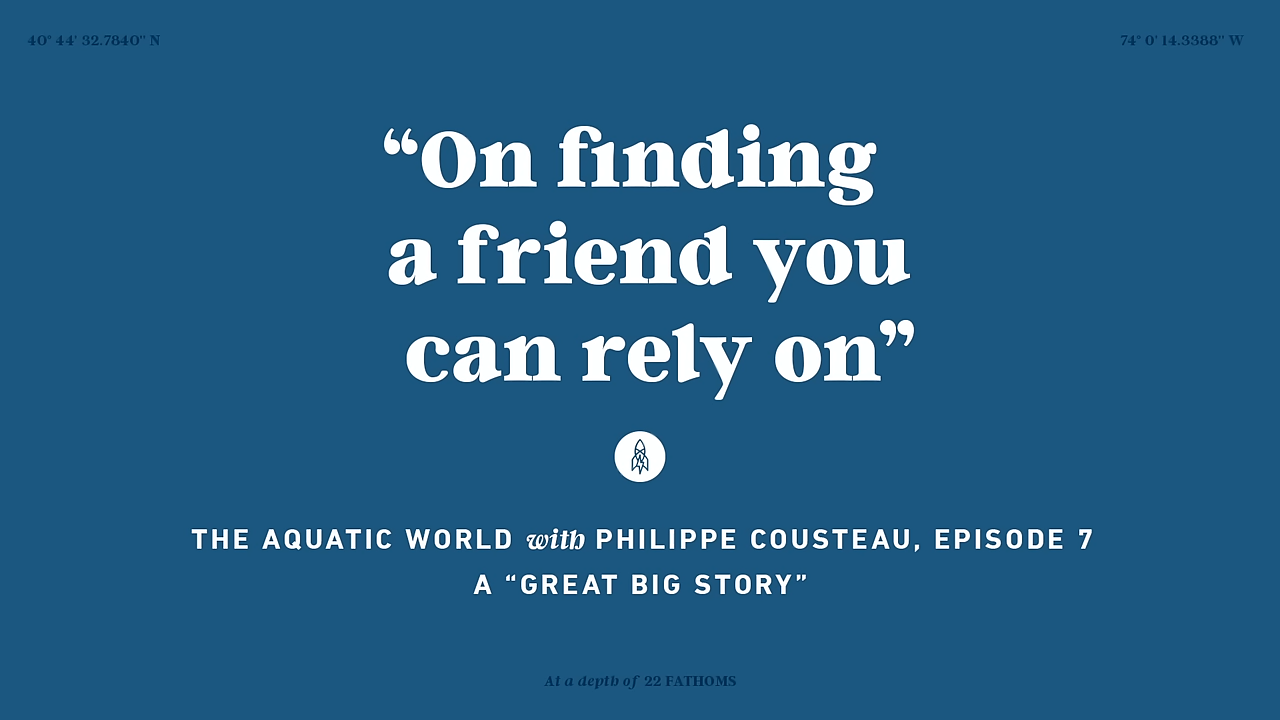 40° 44' 32.7840" N
74° 0' 14.3388" W
“On finding
a friend you
can rely on”
THE AQUATIC WORLD with PHILIPPE COUSTEAU, EPISODE 7
A “GREAT BIG STORY”
At a depth of 22 FATHOMS